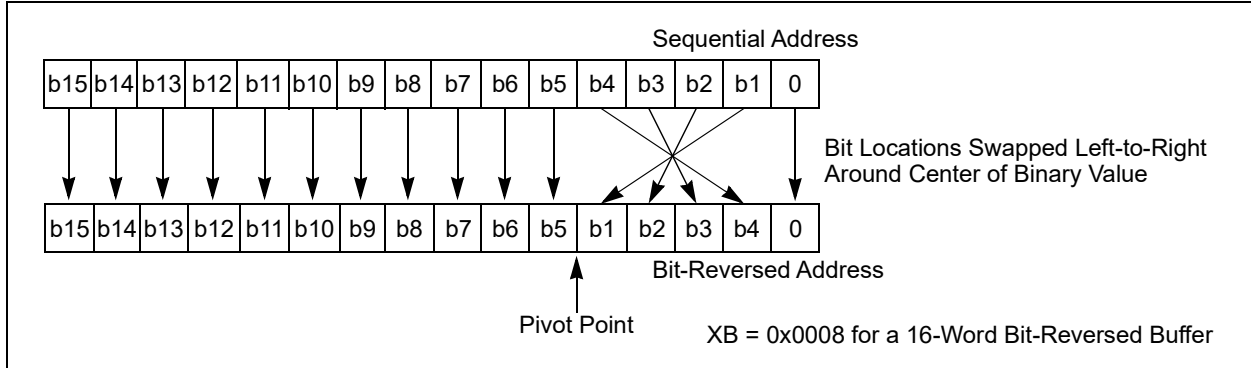 Sequential Address
b15 b14 b13 b12 b11 b10 b9 b8 b7 b6 b5 b4 b3 b2 b1 0
Bit Locations Swapped Left-to-Right
Around Center of Binary Value
b15 b14 b13 b12 b11 b10 b9 b8 b7 b6 b5 b1 b2 b3 b4 0
Bit-Reversed Address
Pivot Point
XB = 0x0008 for a 16-Word Bit-Reversed Buffer